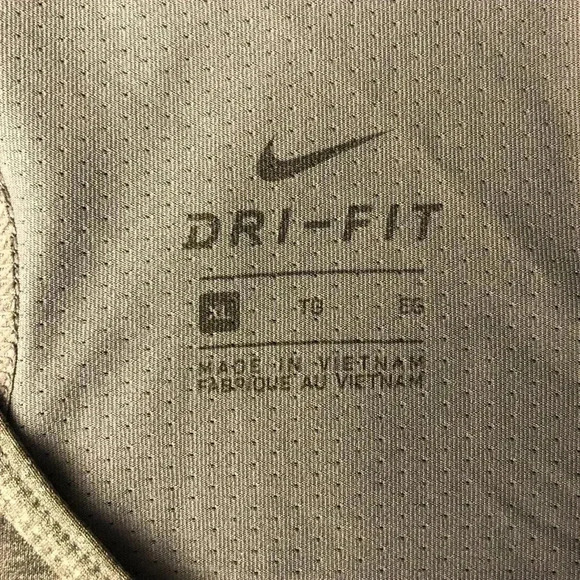 DRI-FIT
XL TG EG
MADE IN VIETNAM
FABRIQUE AU VIETNAM